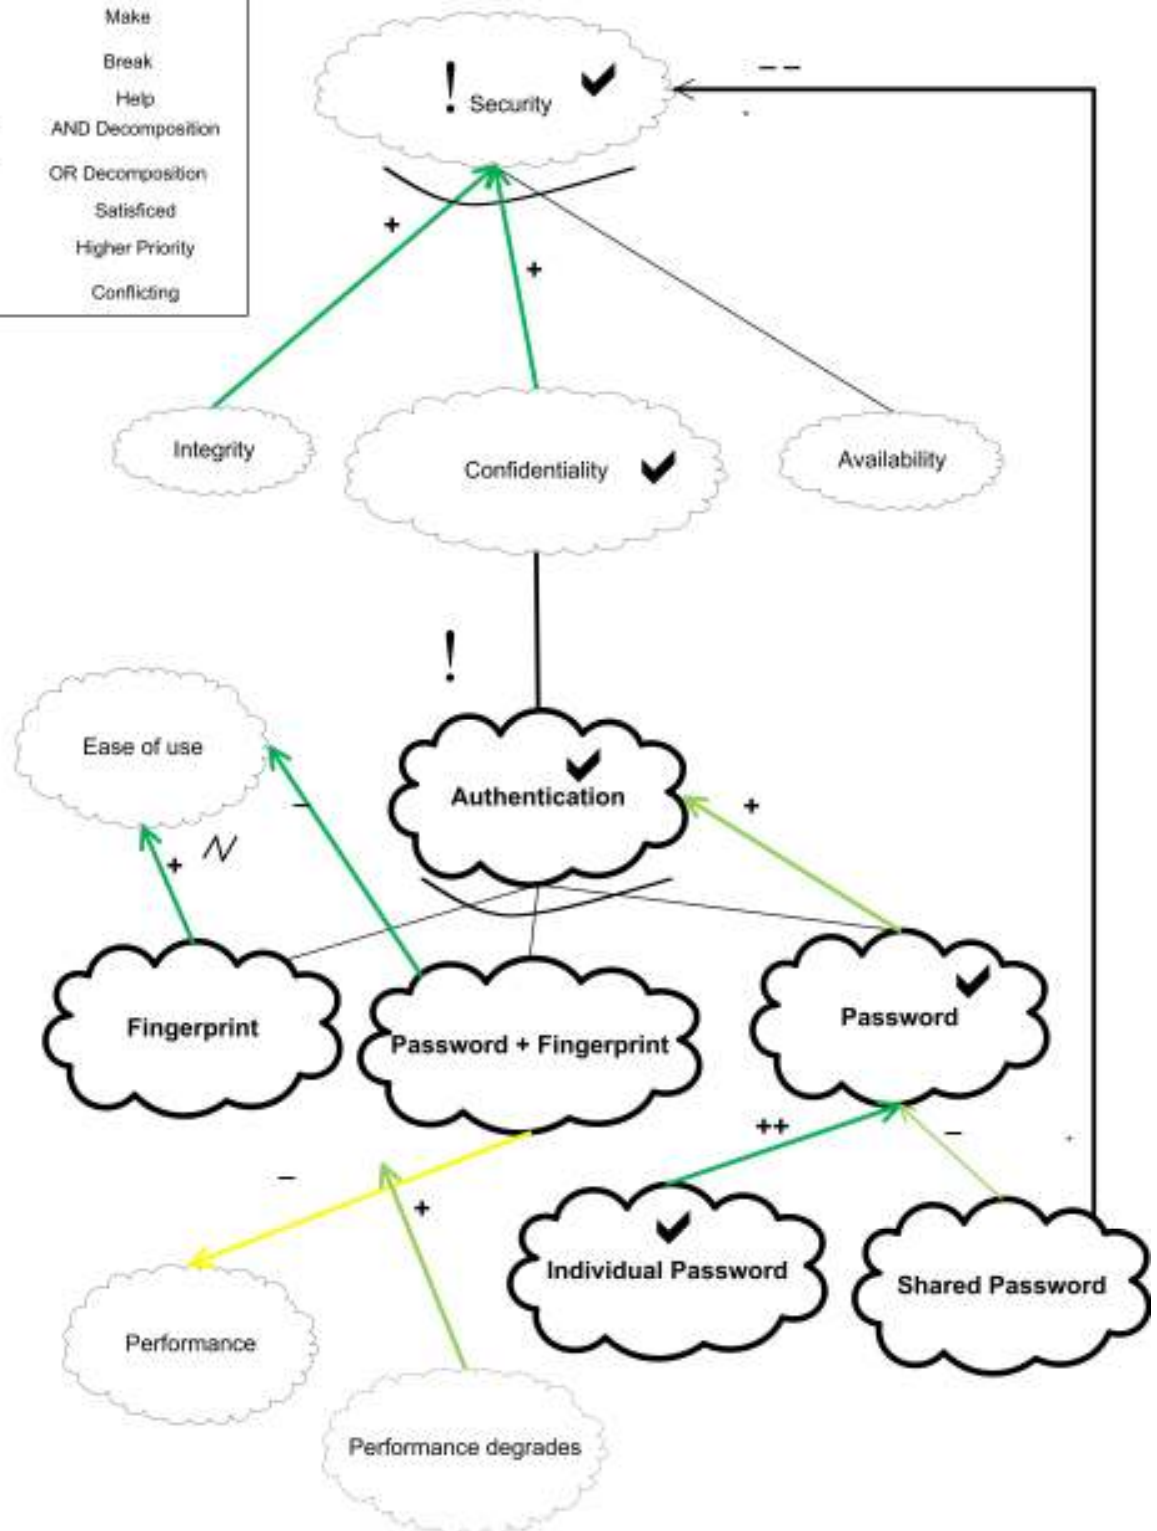 Make
Break
Help
AND Decomposition
OR Decomposition
Satisficed
Higher Priority
Conflicting
– –
! Security
+
+
Integrity
Confidentiality
Availability
!
Ease of use
–
Authentication
+
+
Fingerprint
Password + Fingerprint
Password
++
–
–
+
Individual Password
Shared Password
Performance
Performance degrades